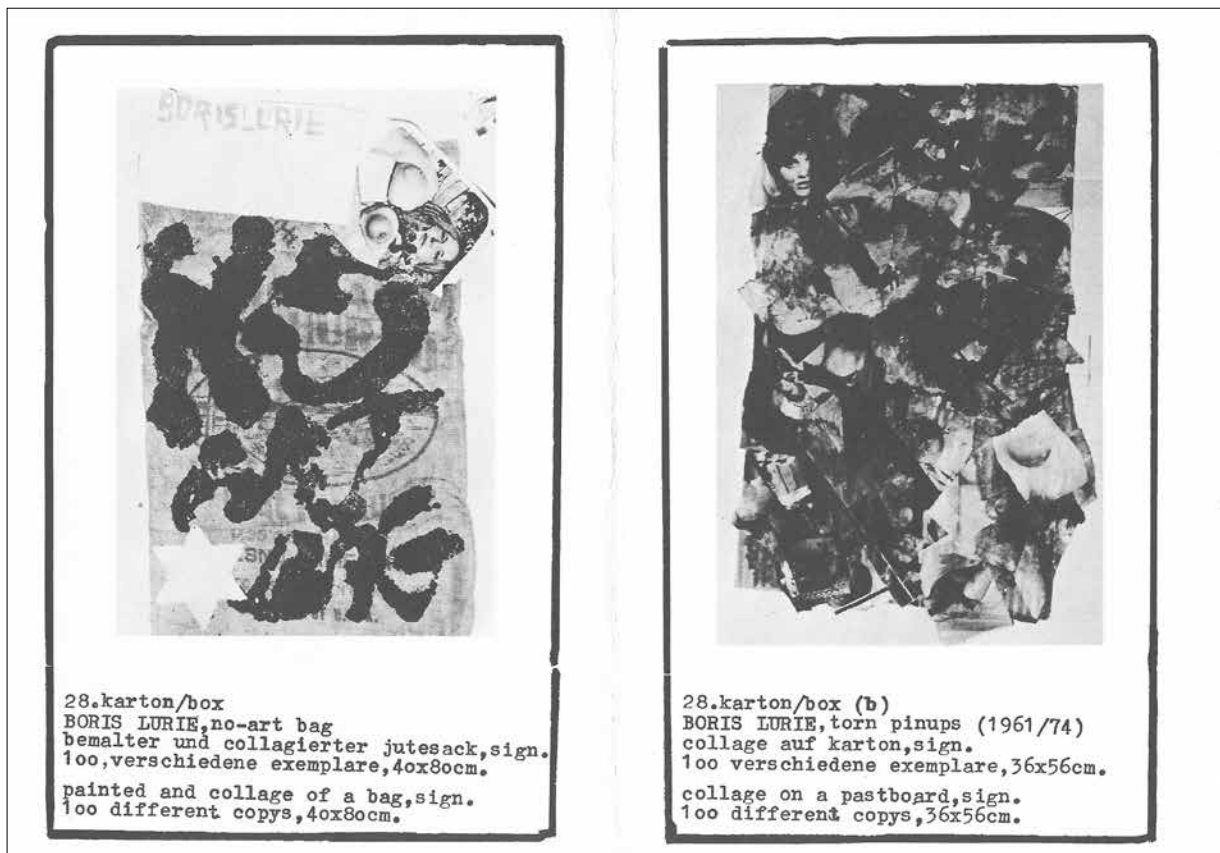 BORIS LURIE
28.karton/box
BORIS LURIE,no-art bag
bemalter und collagierter jutesack,sign.
1oo,verschiedene exemplare,4ox8ocm.
painted and collage of a bag,sign.
1oo different copys,4ox8ocm.
28.karton/box (b)
BORIS LURIE,torn pinups (1961/74)
collage auf karton,sign.
1oo verschiedene exemplare,36x56cm.
collage on a pastboard,sign.
1oo different copys,36x56cm.